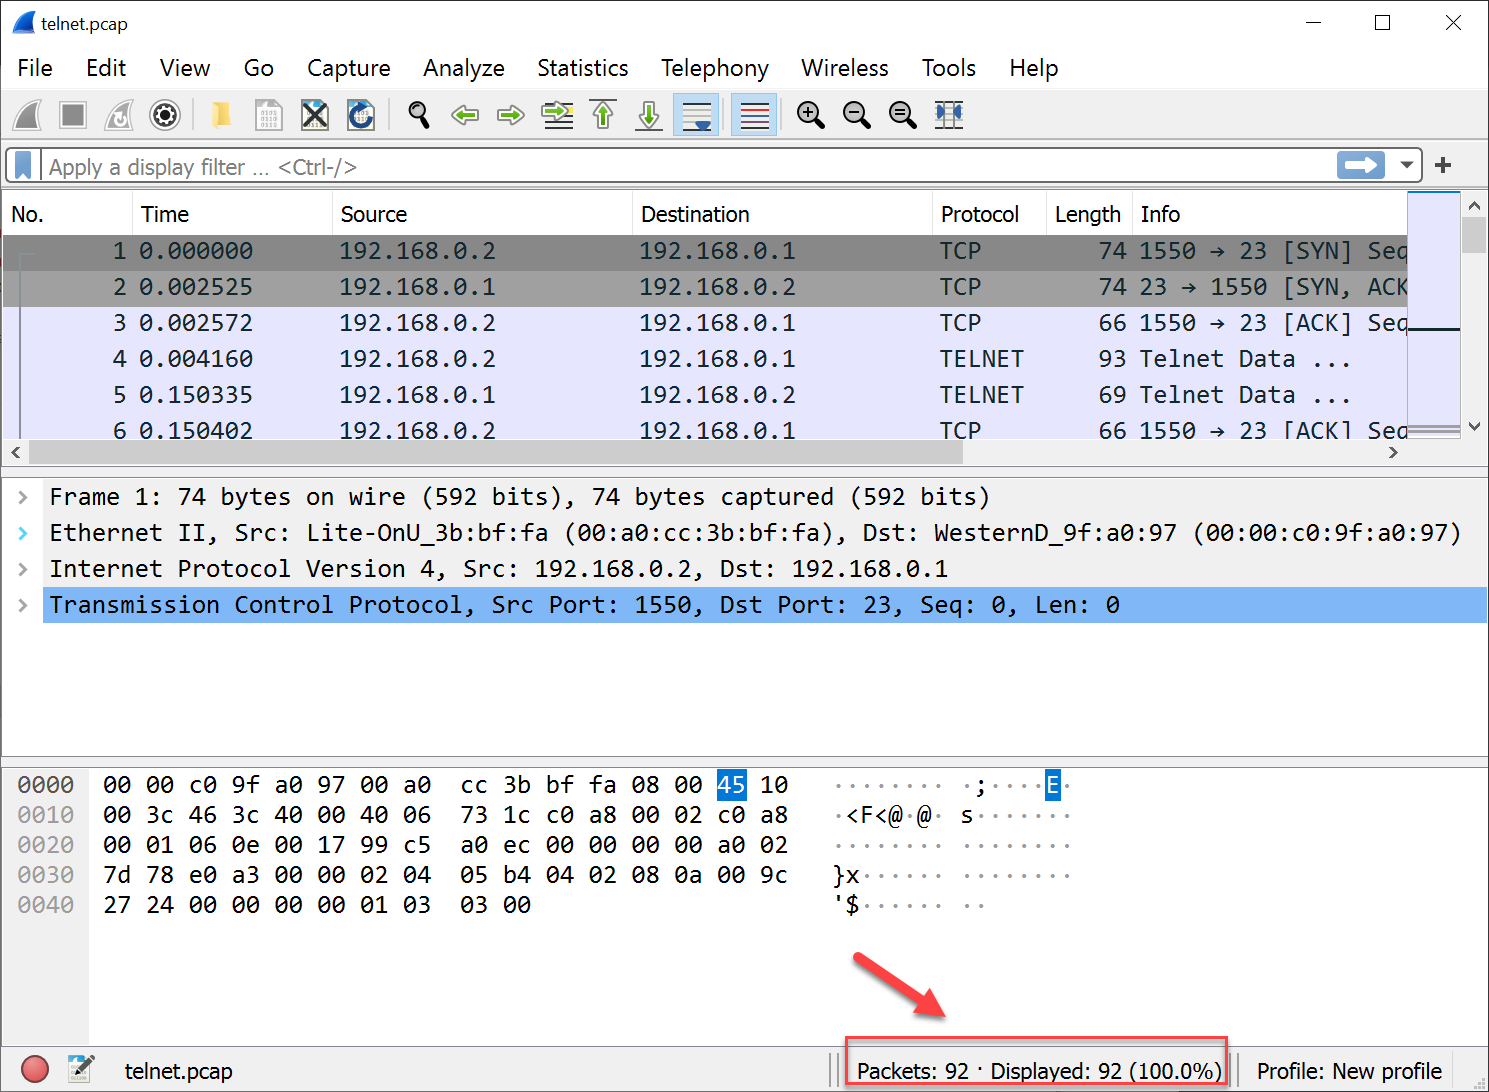 telnet.pcap
File Edit View Go Capture Analyze Statistics Telephony Wireless Tools Help
Apply a display filter ... <Ctrl-/>
No. Time Source Destination Protocol Length Info
1 0.000000 192.168.0.2 192.168.0.1 TCP 74 1550 → 23 [SYN] Seq
2 0.002525 192.168.0.1 192.168.0.2 TCP 74 23 → 1550 [SYN, ACK
3 0.002572 192.168.0.2 192.168.0.1 TCP 66 1550 → 23 [ACK] Seq
4 0.004160 192.168.0.2 192.168.0.1 TELNET 93 Telnet Data ...
5 0.150335 192.168.0.1 192.168.0.2 TELNET 69 Telnet Data ...
6 0.150402 192.168.0.2 192.168.0.1 TCP 66 1550 → 23 [ACK] Seq
Frame 1: 74 bytes on wire (592 bits), 74 bytes captured (592 bits)
Ethernet II, Src: Lite-OnU_3b:bf:fa (00:a0:cc:3b:bf:fa), Dst: WesternD_9f:a0:97 (00:00:c0:9f:a0:97)
Internet Protocol Version 4, Src: 192.168.0.2, Dst: 192.168.0.1
Transmission Control Protocol, Src Port: 1550, Dst Port: 23, Seq: 0, Len: 0
0000 00 00 c0 9f a0 97 00 a0 cc 3b bf fa 08 00 45 10 ········ ·;····E·
0010 00 3c 46 3c 40 00 40 06 73 1c c0 a8 00 02 c0 a8 ·<F<@·@· s·······
0020 00 01 06 0e 00 17 99 c5 a0 ec 00 00 00 00 a0 02 ········ ········
0030 7d 78 e0 a3 00 00 02 04 05 b4 04 02 08 0a 00 9c }x······ ········
0040 27 24 00 00 00 00 01 03 03 00 '$······ ··
telnet.pcap Packets: 92 · Displayed: 92 (100.0%) Profile: New profile